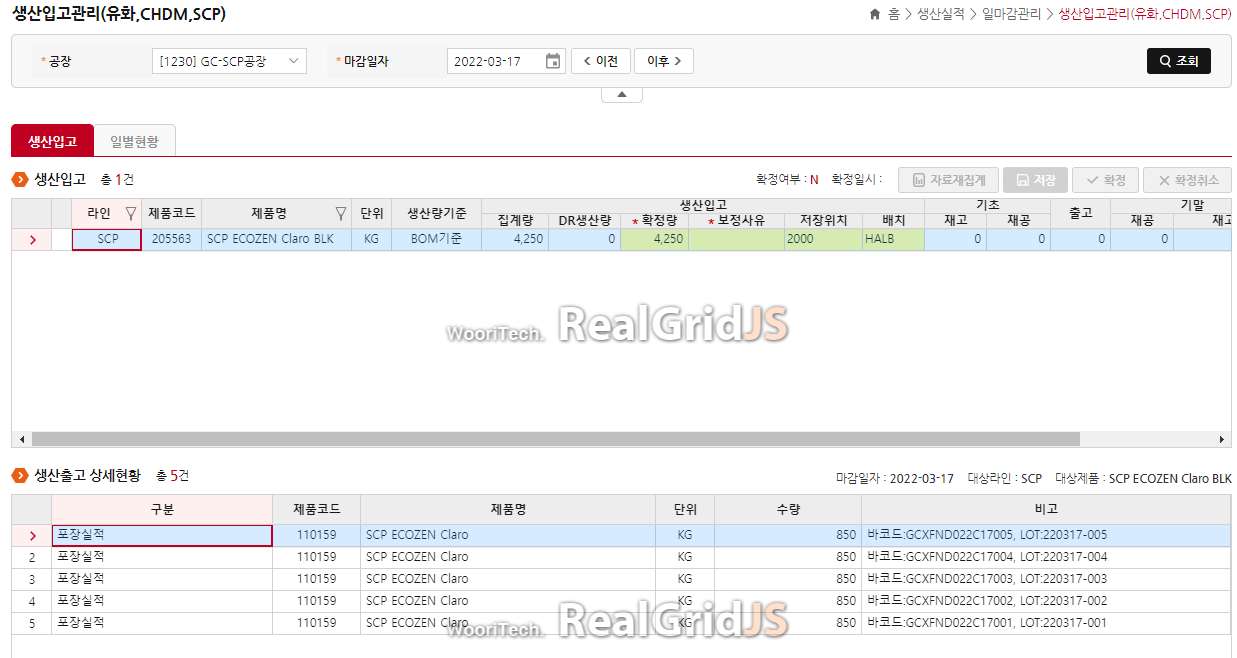 생산입고관리(유화,CHDM,SCP)
홈 > 생산실적 > 일마감관리 > 생산입고관리(유화,CHDM,SCP)
* 공장 [1230] GC-SCP공장 * 마감일자 2022-03-17 < 이전 이후 > 조회
생산입고 일별현황
생산입고 총 1건 확정여부 : N 확정일시 : 자료재집계 저장 확정 확정취소
라인 제품코드 제품명 단위 생산량기준 생산입고 기초 출고 기말
집계량 DR생산량 * 확정량 * 보정사유 저장위치 배치 재고 재공 재공 재고
SCP 205563 SCP ECOZEN Claro BLK KG BOM기준 4,250 0 4,250 2000 HALB 0 0 0 0
WooriTech. RealGridJS
생산출고 상세현황 총 5건 마감일자 : 2022-03-17 대상라인 : SCP 대상제품 : SCP ECOZEN Claro BLK
구분 제품코드 제품명 단위 수량 비고
포장실적 110159 SCP ECOZEN Claro KG 850 바코드:GCXFND022C17005, LOT:220317-005
2 포장실적 110159 SCP ECOZEN Claro KG 850 바코드:GCXFND022C17004, LOT:220317-004
3 포장실적 110159 SCP ECOZEN Claro KG 850 바코드:GCXFND022C17003, LOT:220317-003
4 포장실적 110159 SCP ECOZEN Claro KG 850 바코드:GCXFND022C17002, LOT:220317-002
5 포장실적 110159 SCP ECOZEN Claro KG 850 바코드:GCXFND022C17001, LOT:220317-001
WooriTech. RealGridJS